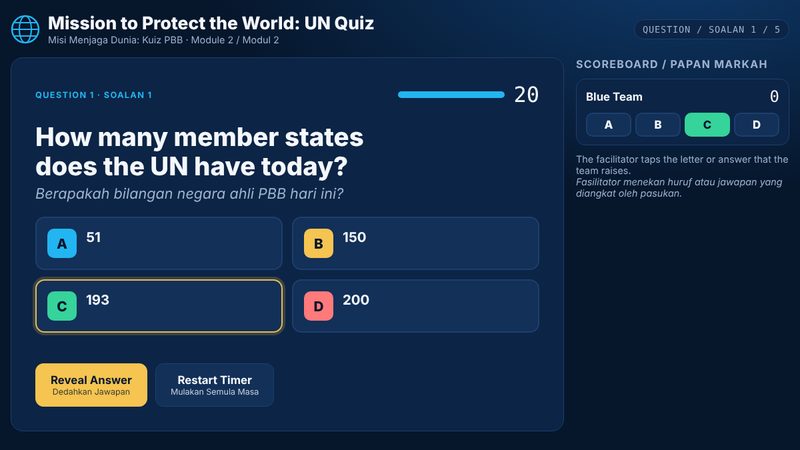 Mission to Protect the World: UN Quiz
Misi Menjaga Dunia: Kuiz PBB · Module 2 / Modul 2
QUESTION / SOALAN 1 / 5
QUESTION 1 · SOALAN 1
20
How many member states
does the UN have today?
Berapakah bilangan negara ahli PBB hari ini?
A 51
B 150
C 193
D 200
Reveal Answer
Dedahkan Jawapan
Restart Timer
Mulakan Semula Masa
SCOREBOARD / PAPAN MARKAH
Blue Team 0
A B C D
The facilitator taps the letter or answer that the
team raises.
Fasilitator menekan huruf atau jawapan yang
diangkat oleh pasukan.